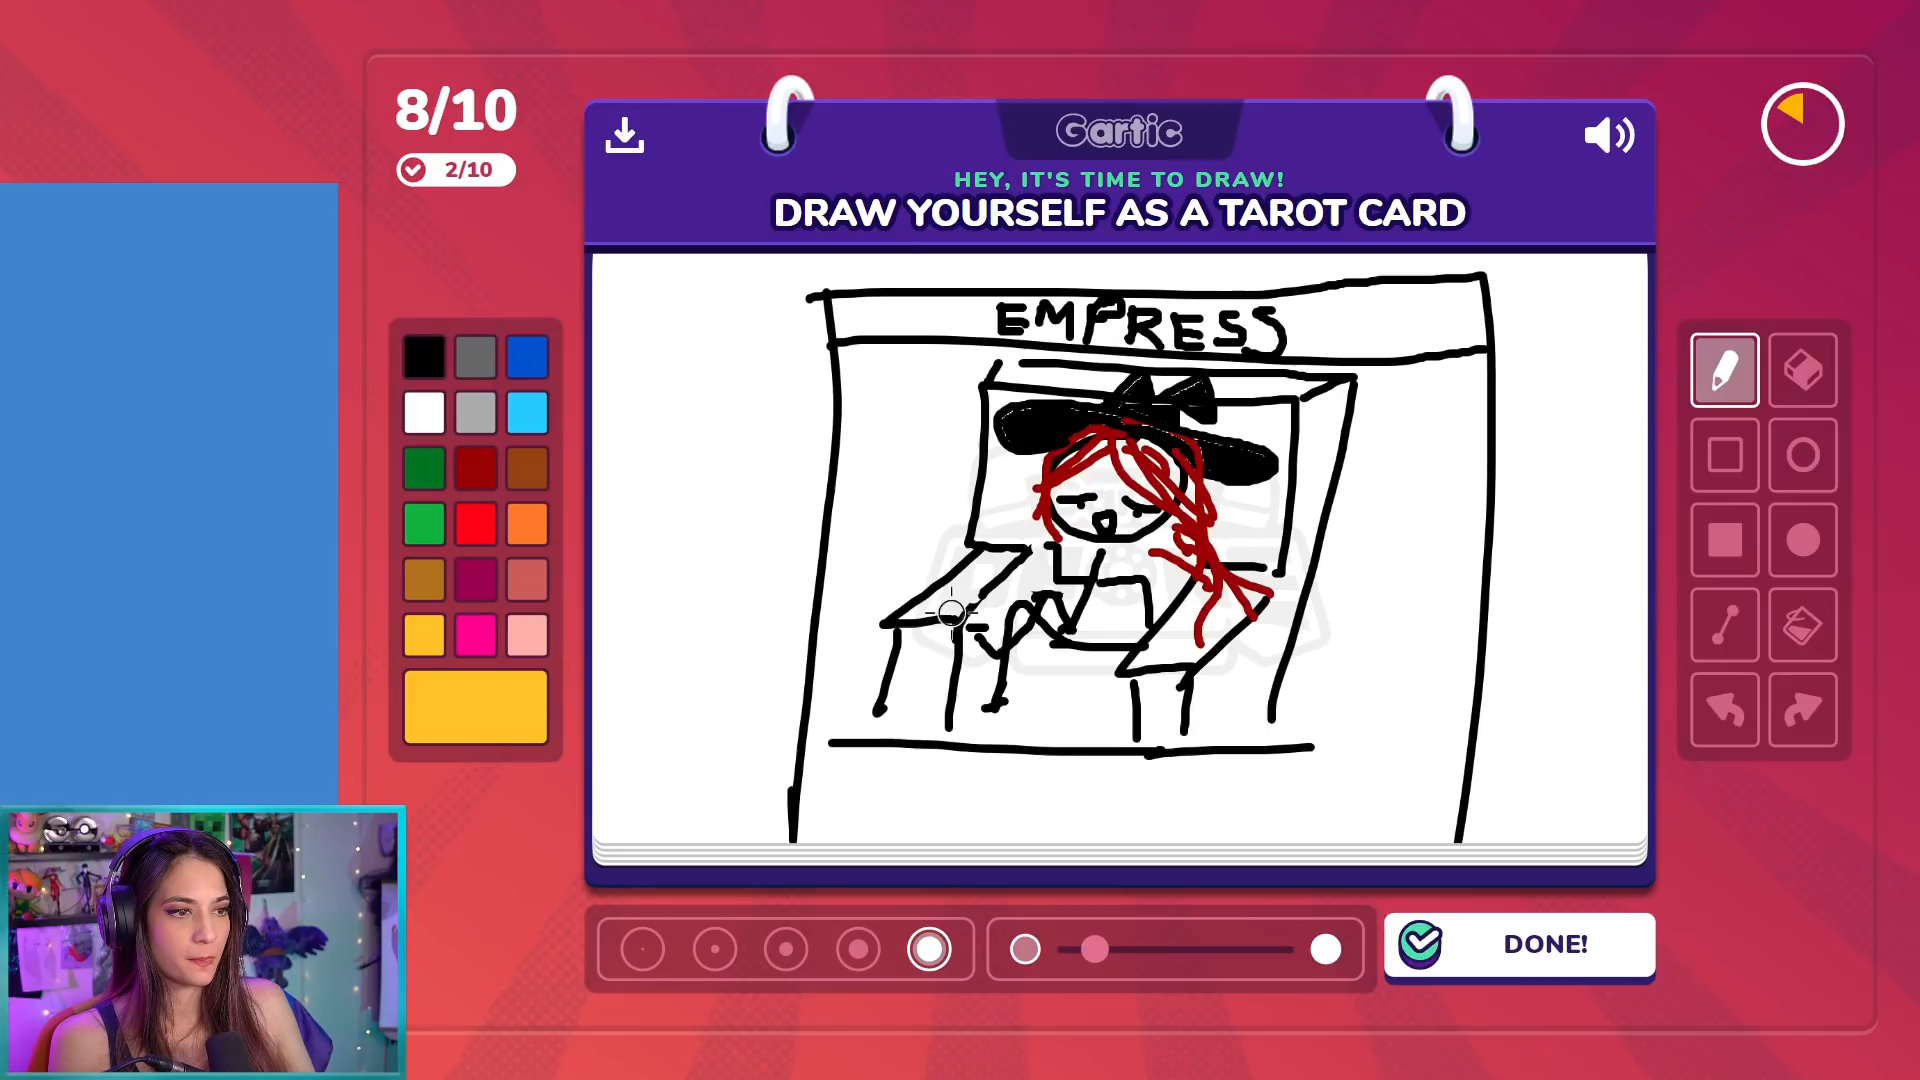 8/10
2/10
Gartic
HEY, IT'S TIME TO DRAW!
DRAW YOURSELF AS A TAROT CARD
EMPRESS
DONE!